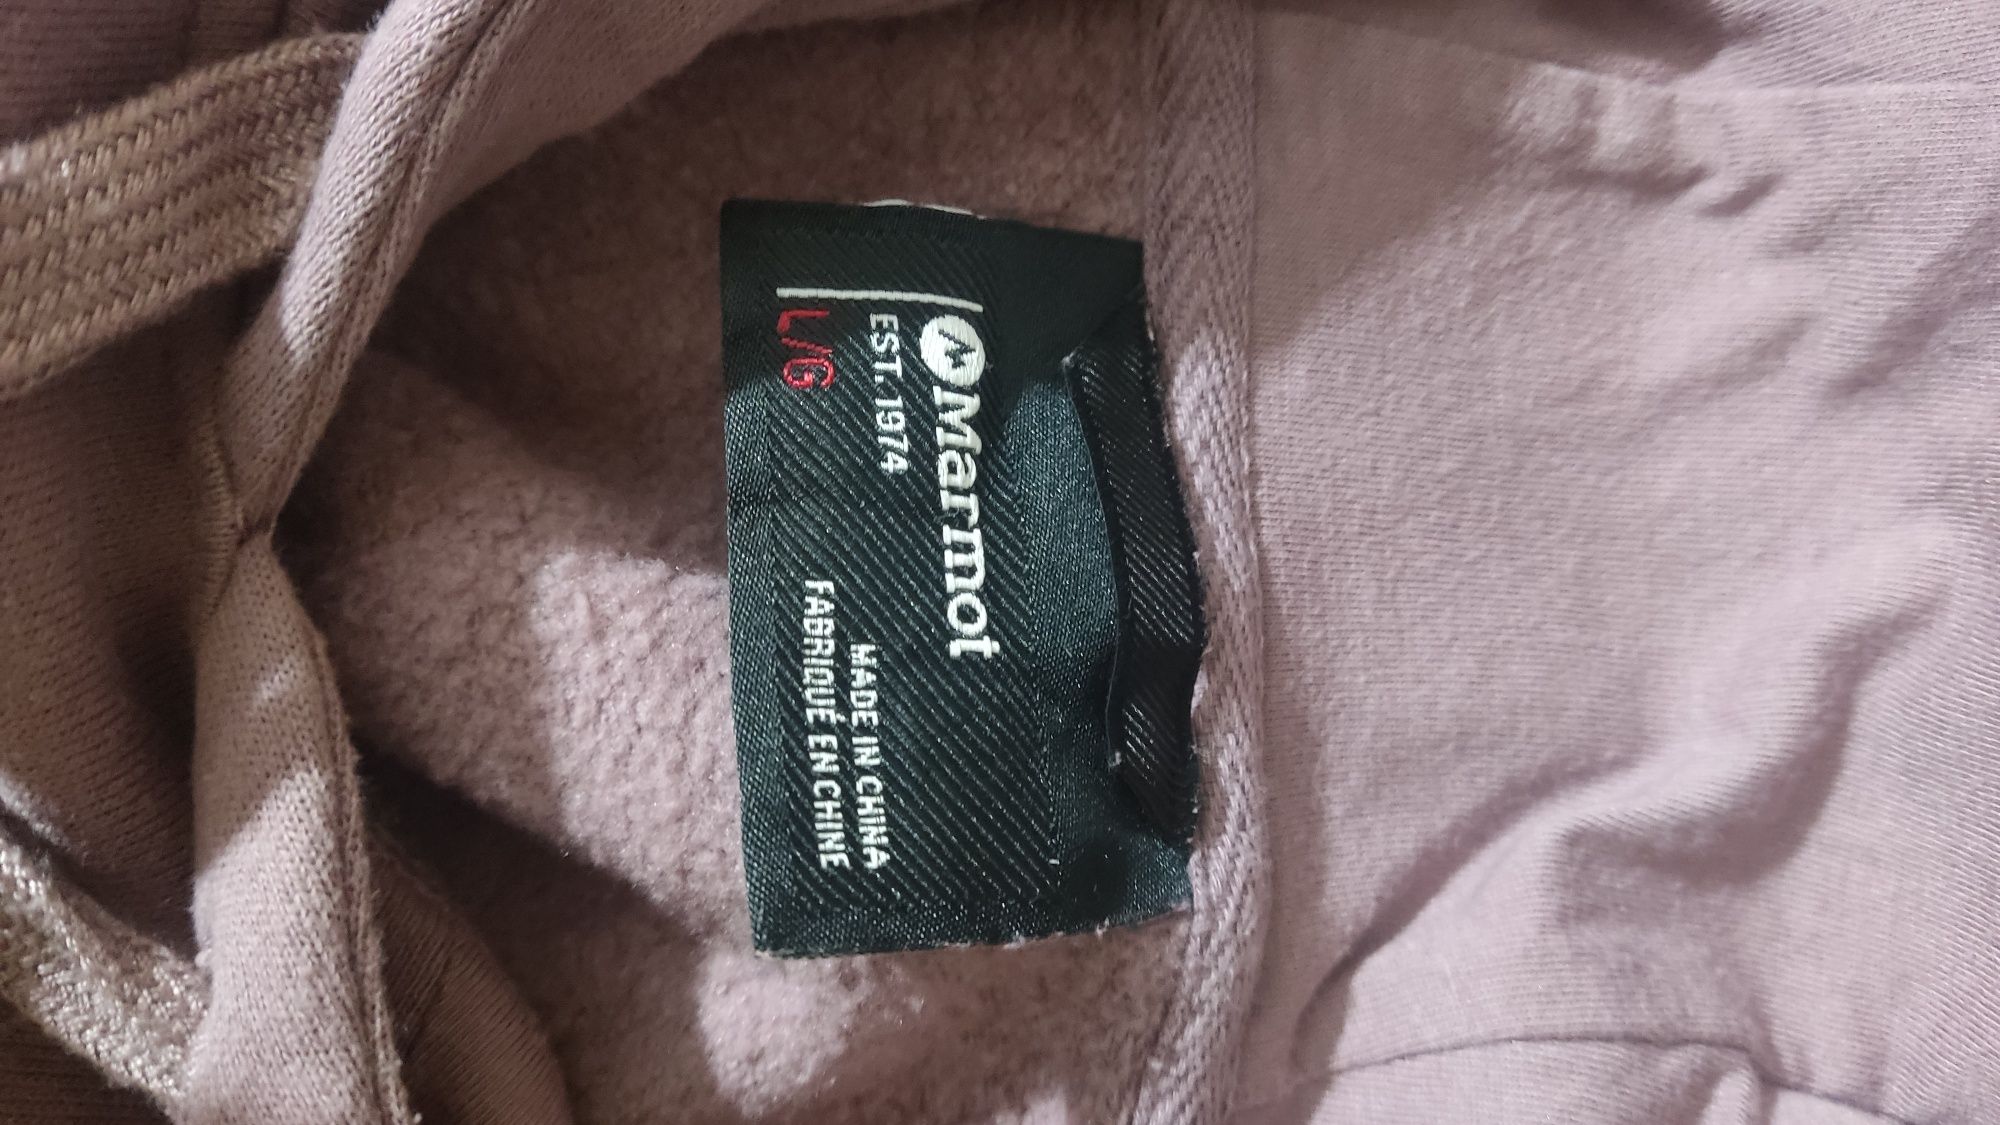 Marmot
EST. 1974
L/G
MADE IN CHINA
FABRIQUÉ EN CHINE